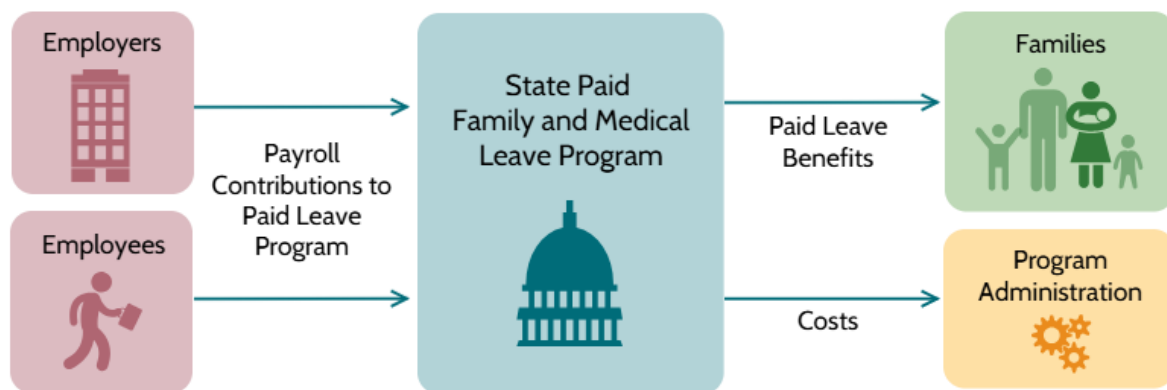 Employers
Employees
Payroll
Contributions to
Paid Leave
Program
State Paid
Family and Medical
Leave Program
Paid Leave
Benefits
Costs
Families
Program
Administration